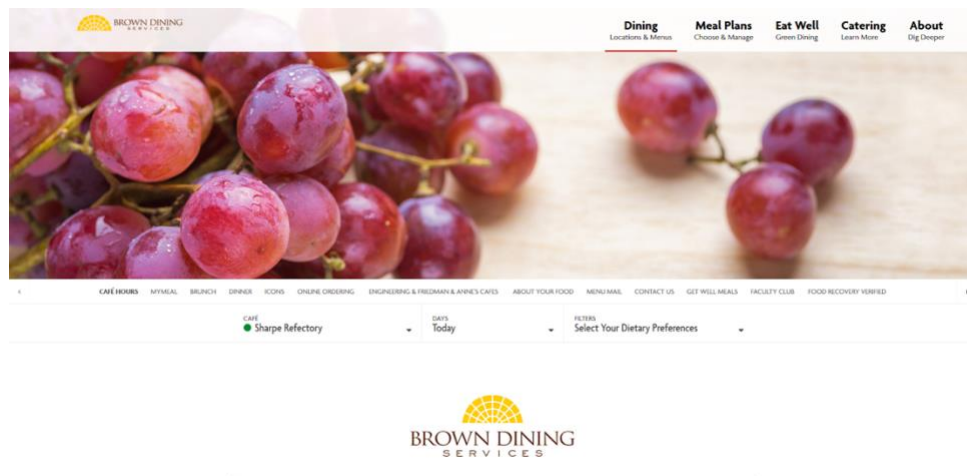 BROWN DINING
SERVICES
Dining
Locations & Menus
Meal Plans
Choose & Manage
Eat Well
Green Dining
Catering
Learn More
About
Dig Deeper
CAFÉ HOURS MYMEAL BRUNCH DINNER ICONS ONLINE ORDERING ENGINEERING & FRIEDMAN & ANNE'S CAFES ABOUT YOUR FOOD MENU MAIL CONTACT US GET WELL MEALS FACULTY CLUB FOOD RECOVERY VERIFIED
CAFÉ
Sharpe Refectory
DAYS
Today
FILTERS
Select Your Dietary Preferences
BROWN DINING
SERVICES